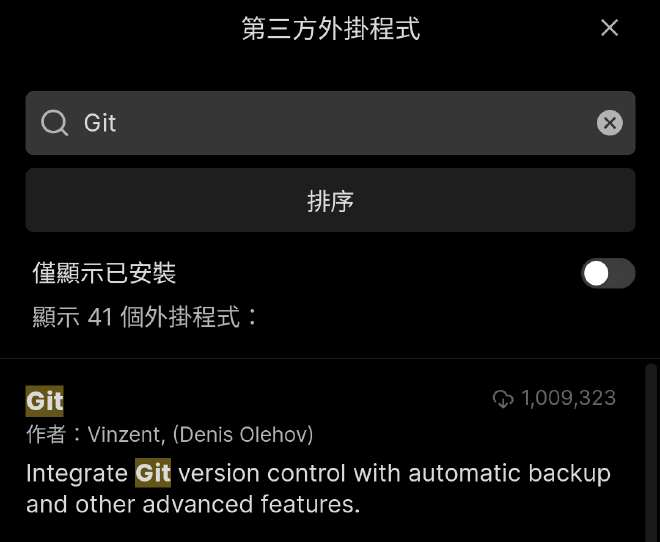 第三方外掛程式
Git
排序
僅顯示已安裝
顯示 41 個外掛程式：
Git
1,009,323
作者：Vinzent, (Denis Olehov)
Integrate Git version control with automatic backup
and other advanced features.